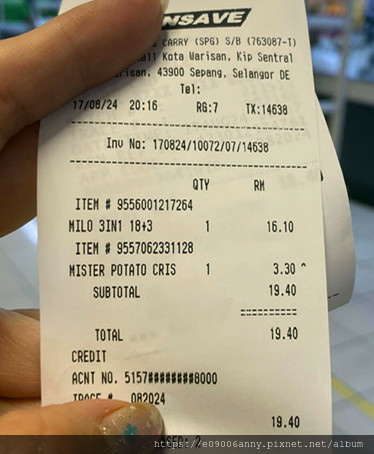 NSAVE
CARRY (SPG) S/B (763087-T)
Kota Warisan, Kip Sentral
43900 Sepang, Selangor DE
Tel:
17/08/24 20:16 RG:7 TX:14638
Inv No: 170824/10072/07/14638
QTY RM
ITEM # 9556001217264
MILO 3IN1 18+3 1 16.10
ITEM # 9557062331128
MISTER POTATO CRIS 1 3.30 ^
SUBTOTAL 19.40
TOTAL 19.40
CREDIT
ACNT NO. 5157########8000
TRACE # 082024
19.40
https://e09006anny.pixnet.net/album